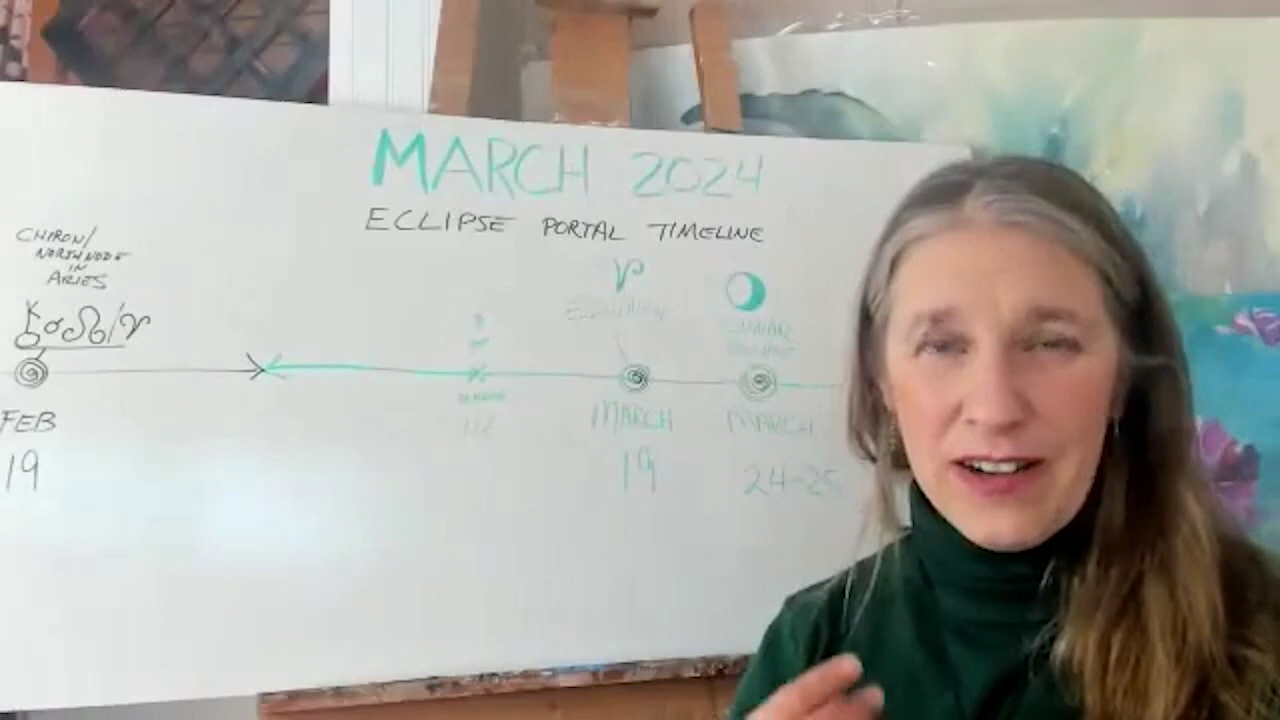 MARCH 2024
ECLIPSE PORTAL TIMELINE
CHIRON/
NORTH NODE
IN
ARIES
FEB
19
MARCH
19
MARCH
24-25